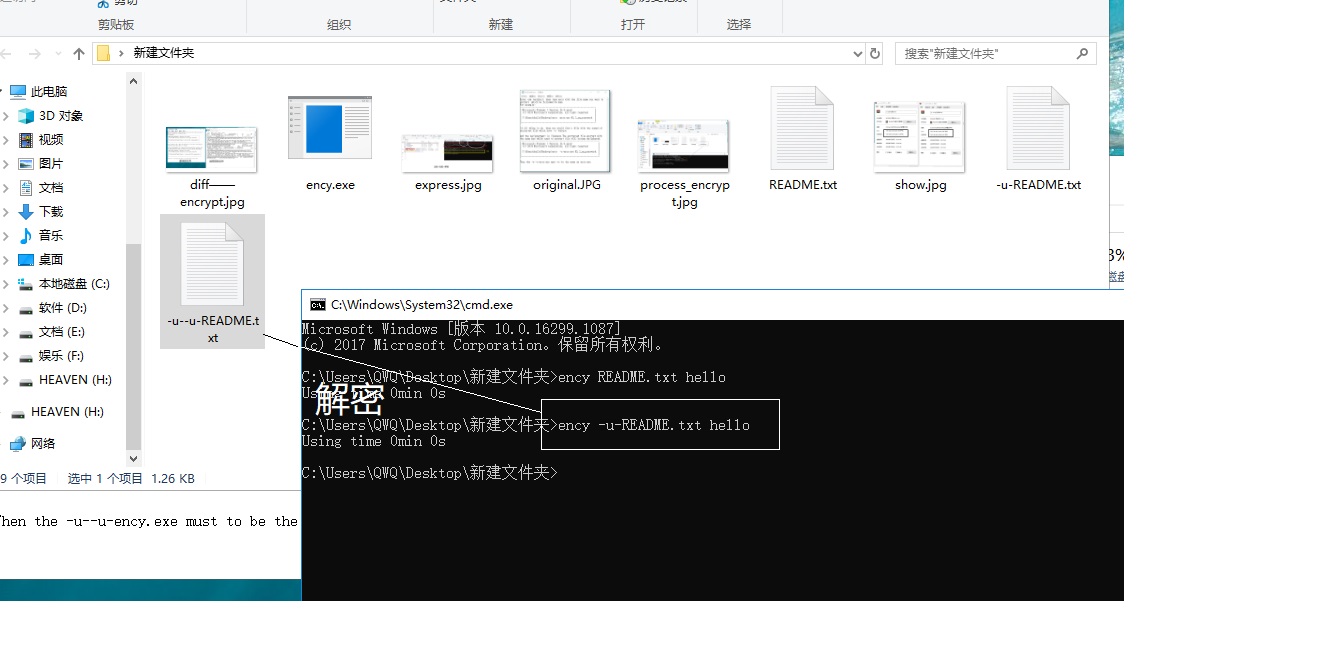 剪切
剪贴板
组织
新建
打开
选择
新建文件夹
搜索"新建文件夹"
此电脑
3D 对象
视频
图片
文档
下载
音乐
桌面
本地磁盘 (C:)
软件 (D:)
文档 (E:)
娱乐 (F:)
HEAVEN (H:)
HEAVEN (H:)
网络
diff——
encrypt.jpg
ency.exe
express.jpg
original.JPG
process_encryp
t.jpg
README.txt
show.jpg
-u-README.txt
-u--u-README.t
xt
9 个项目 选中 1 个项目 1.26 KB
hen the -u--u-ency.exe must to be the
C:\Windows\System32\cmd.exe
Microsoft Windows [版本 10.0.16299.1087]
(c) 2017 Microsoft Corporation。保留所有权利。
C:\Users\QWQ\Desktop\新建文件夹>ency README.txt hello
Using time 0min 0s
解密
C:\Users\QWQ\Desktop\新建文件夹>ency -u-README.txt hello
Using time 0min 0s
C:\Users\QWQ\Desktop\新建文件夹>